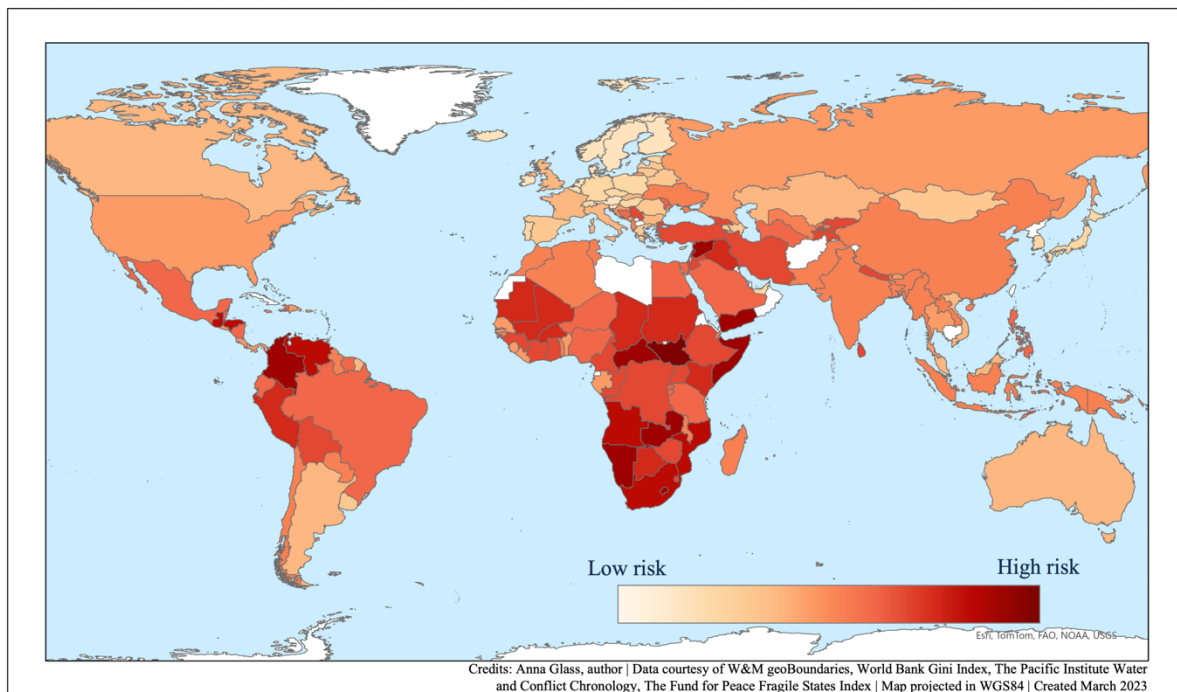 Low risk
High risk
Esri, TomTom, FAO, NOAA, USGS
Credits: Anna Glass, author | Data courtesy of W&M geoBoundaries, World Bank Gini Index, The Pacific Institute Water
and Conflict Chronology, The Fund for Peace Fragile States Index | Map projected in WGS84 | Created March 2023